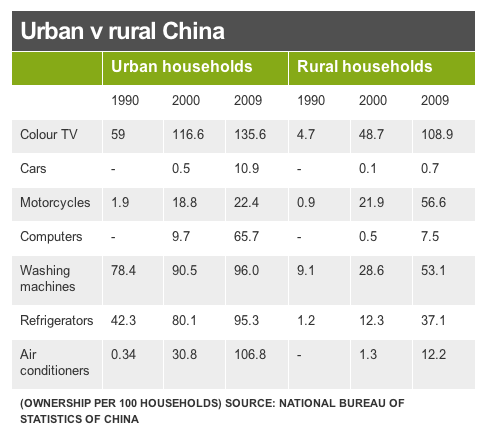 Urban v rural China
Urban households Rural households
1990 2000 2009 1990 2000 2009
Colour TV 59 116.6 135.6 4.7 48.7 108.9
Cars - 0.5 10.9 - 0.1 0.7
Motorcycles 1.9 18.8 22.4 0.9 21.9 56.6
Computers - 9.7 65.7 - 0.5 7.5
Washing 78.4 90.5 96.0 9.1 28.6 53.1
machines
Refrigerators 42.3 80.1 95.3 1.2 12.3 37.1
Air 0.34 30.8 106.8 - 1.3 12.2
conditioners
(OWNERSHIP PER 100 HOUSEHOLDS) SOURCE: NATIONAL BUREAU OF
STATISTICS OF CHINA